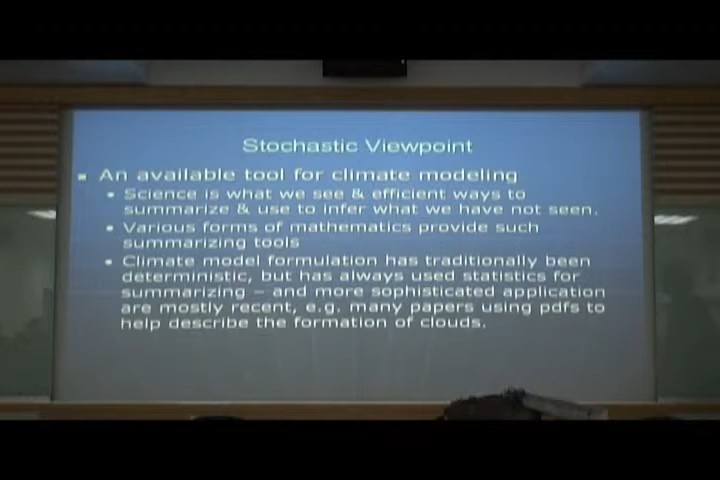 Stochastic Viewpoint
An available tool for climate modeling
Science is what we see & efficient ways to
summarize & use to infer what we have not seen.
Various forms of mathematics provide such
summarizing tools
Climate model formulation has traditionally been
deterministic, but has always used statistics for
summarizing – and more sophisticated application
are mostly recent, e.g. many papers using pdfs to
help describe the formation of clouds.